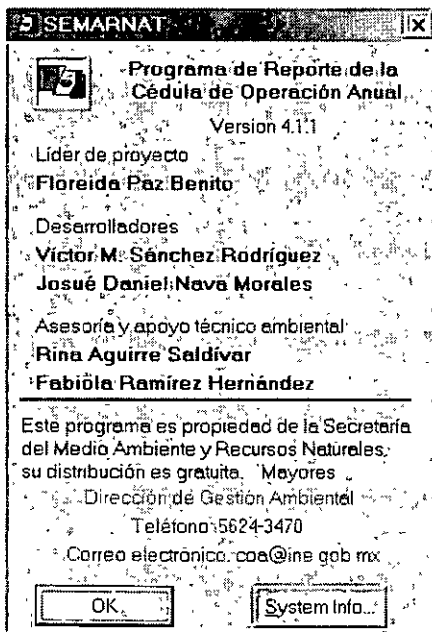 SEMARNAT
Programa de Reporte de la
Cédula de Operación Anual
Version 4.1.1
Líder de proyecto
Floreida Paz Benito
Desarrolladores
Víctor M. Sánchez Rodríguez
Josué Daniel Nava Morales
Asesoría y apoyo técnico ambiental
Rina Aguirre Saldívar
Fabióla Ramírez Hernández
Este programa es propiedad de la Secretaría
del Medio Ambiente y Recursos Naturales,
su distribución es gratuita. Mayores
Dirección de Gestión Ambiental
Teléfono 5624-3470
Correo electrónico. coa@ine gob mx
OK
System Info...